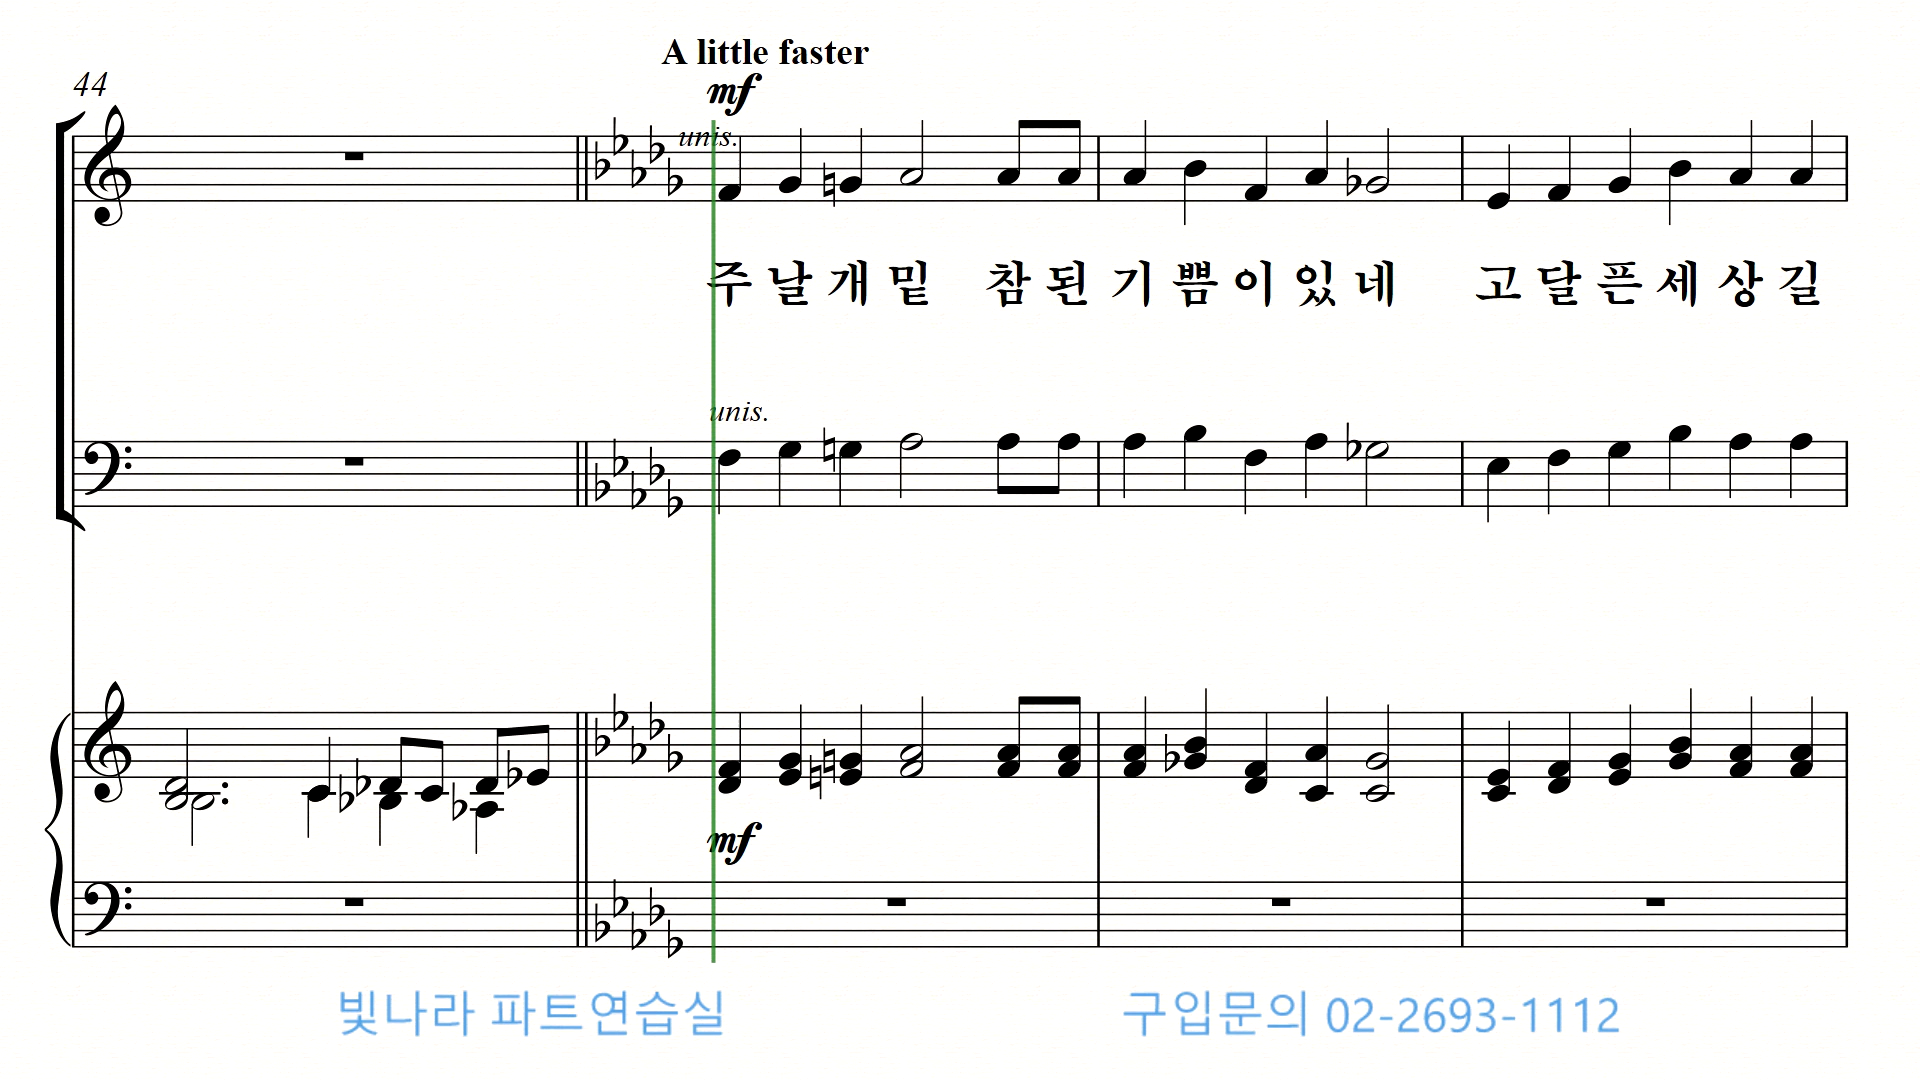 A little faster
44
mf
unis.
주 날 개 밑 참 된 기 쁨 이 있 네 고 달 픈 세 상 길
unis.
mf
빛나라 파트연습실 구입문의 02-2693-1112